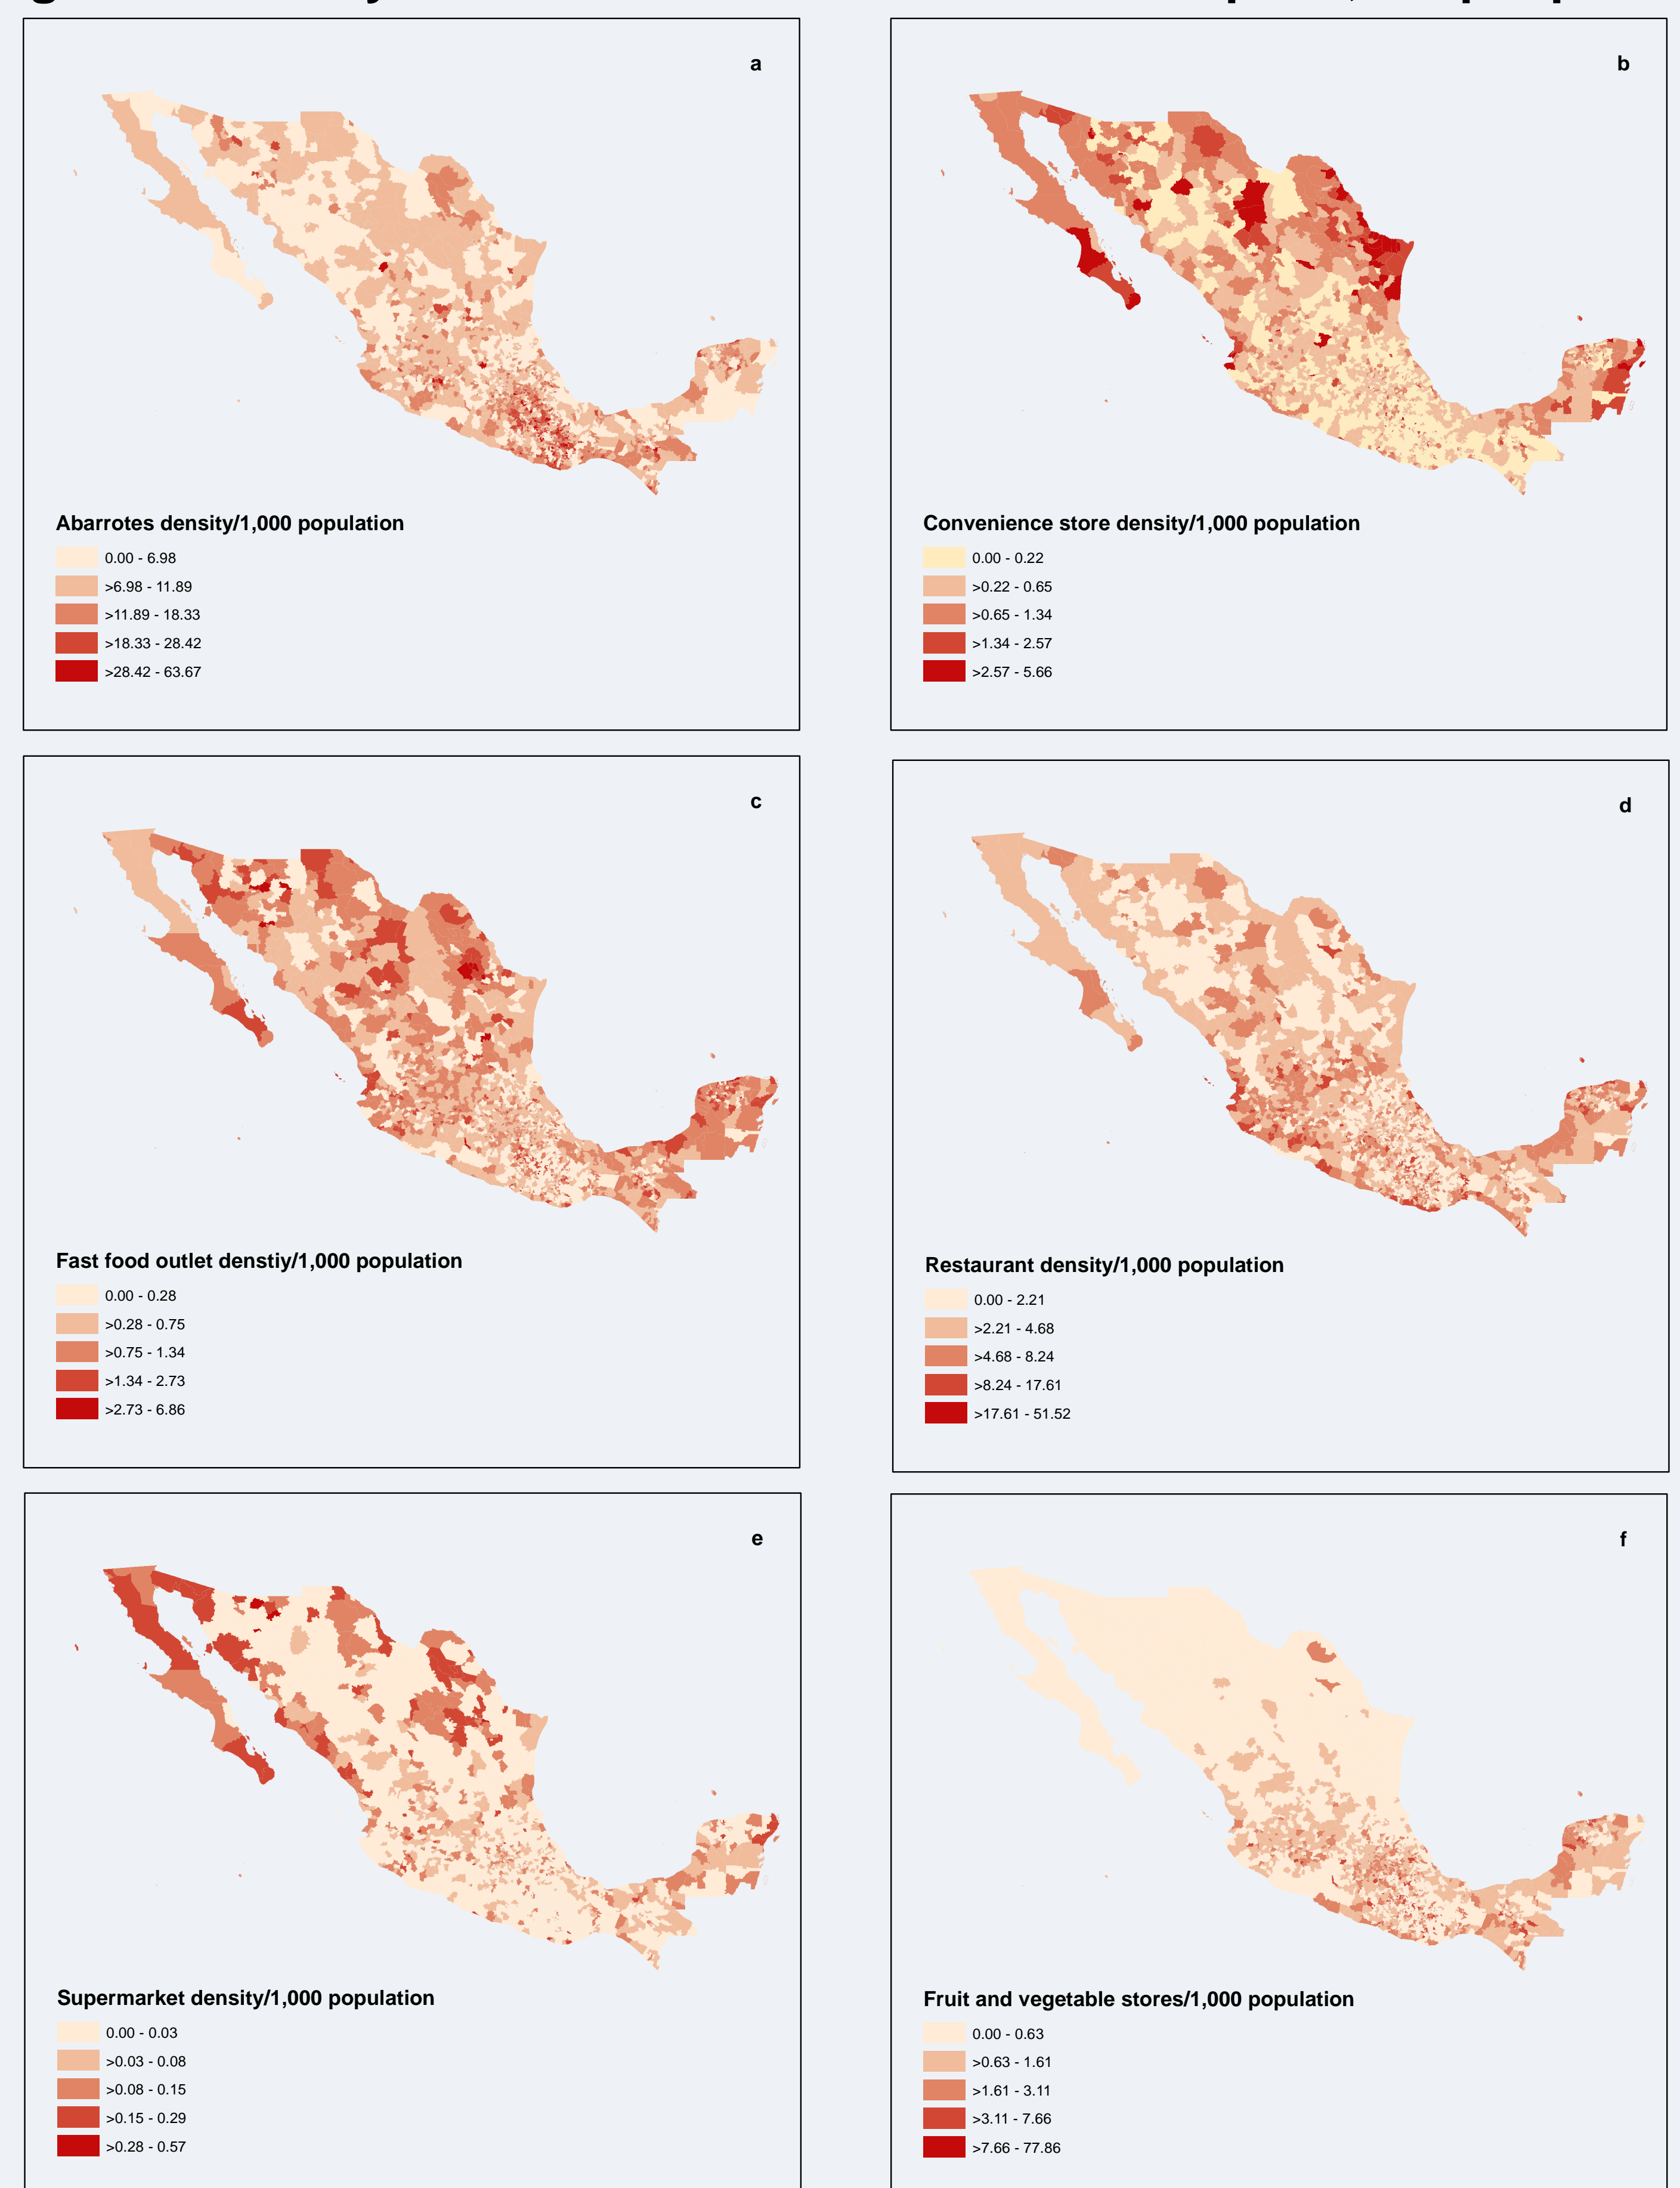 a
Abarrotes density/1,000 population
0.00 - 6.98
>6.98 - 11.89
>11.89 - 18.33
>18.33 - 28.42
>28.42 - 63.67
b
Convenience store density/1,000 population
0.00 - 0.22
>0.22 - 0.65
>0.65 - 1.34
>1.34 - 2.57
>2.57 - 5.66
c
Fast food outlet denstiy/1,000 population
0.00 - 0.28
>0.28 - 0.75
>0.75 - 1.34
>1.34 - 2.73
>2.73 - 6.86
d
Restaurant density/1,000 population
0.00 - 2.21
>2.21 - 4.68
>4.68 - 8.24
>8.24 - 17.61
>17.61 - 51.52
e
Supermarket density/1,000 population
0.00 - 0.03
>0.03 - 0.08
>0.08 - 0.15
>0.15 - 0.29
>0.28 - 0.57
f
Fruit and vegetable stores/1,000 population
0.00 - 0.63
>0.63 - 1.61
>1.61 - 3.11
>3.11 - 7.66
>7.66 - 77.86